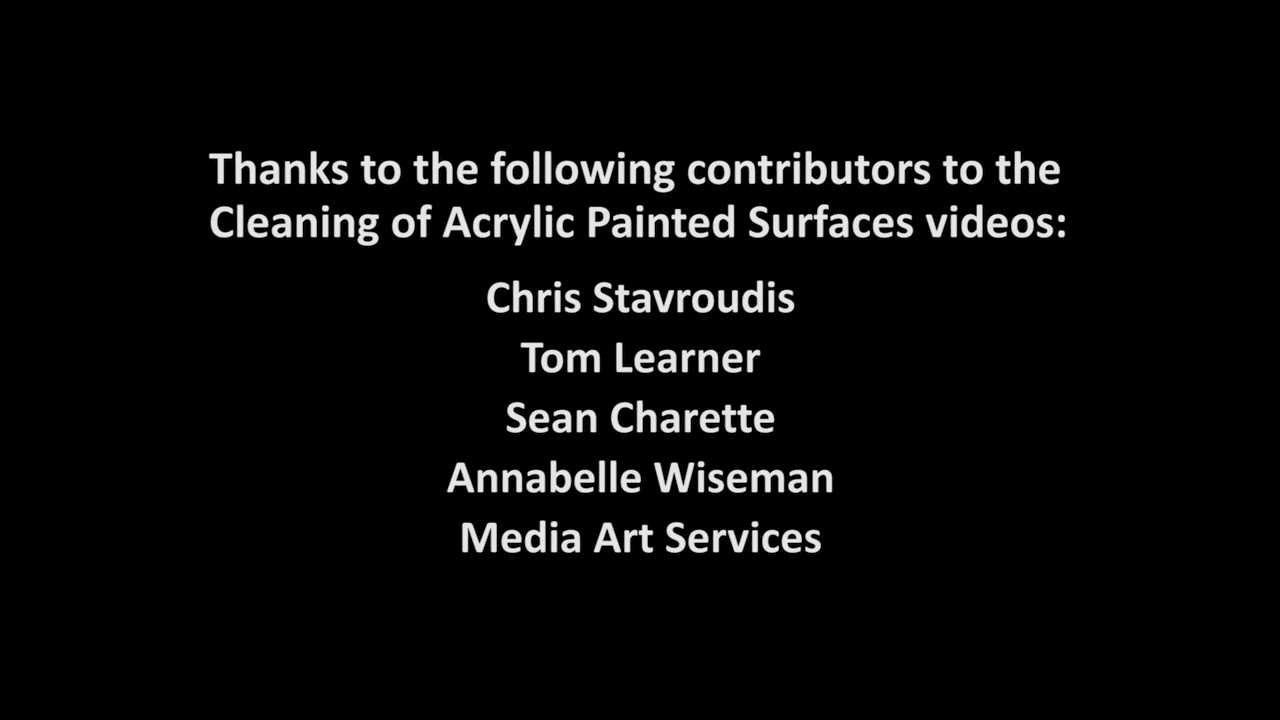 Thanks to the following contributors to the
Cleaning of Acrylic Painted Surfaces videos:
Chris Stavroudis
Tom Learner
Sean Charette
Annabelle Wiseman
Media Art Services